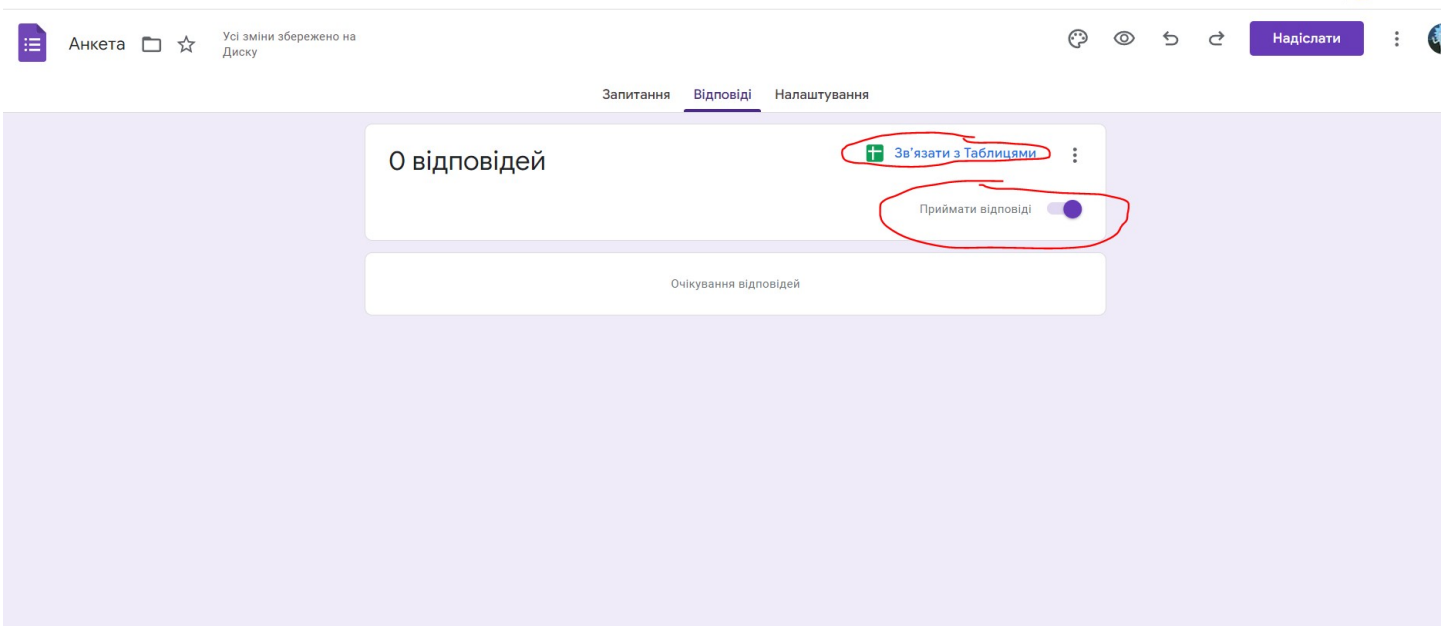 Анкета
Усі зміни збережено на
Диску
Надіслати
Запитання Відповіді Налаштування
0 відповідей
Зв'язати з Таблицями
Приймати відповіді
Очікування відповідей